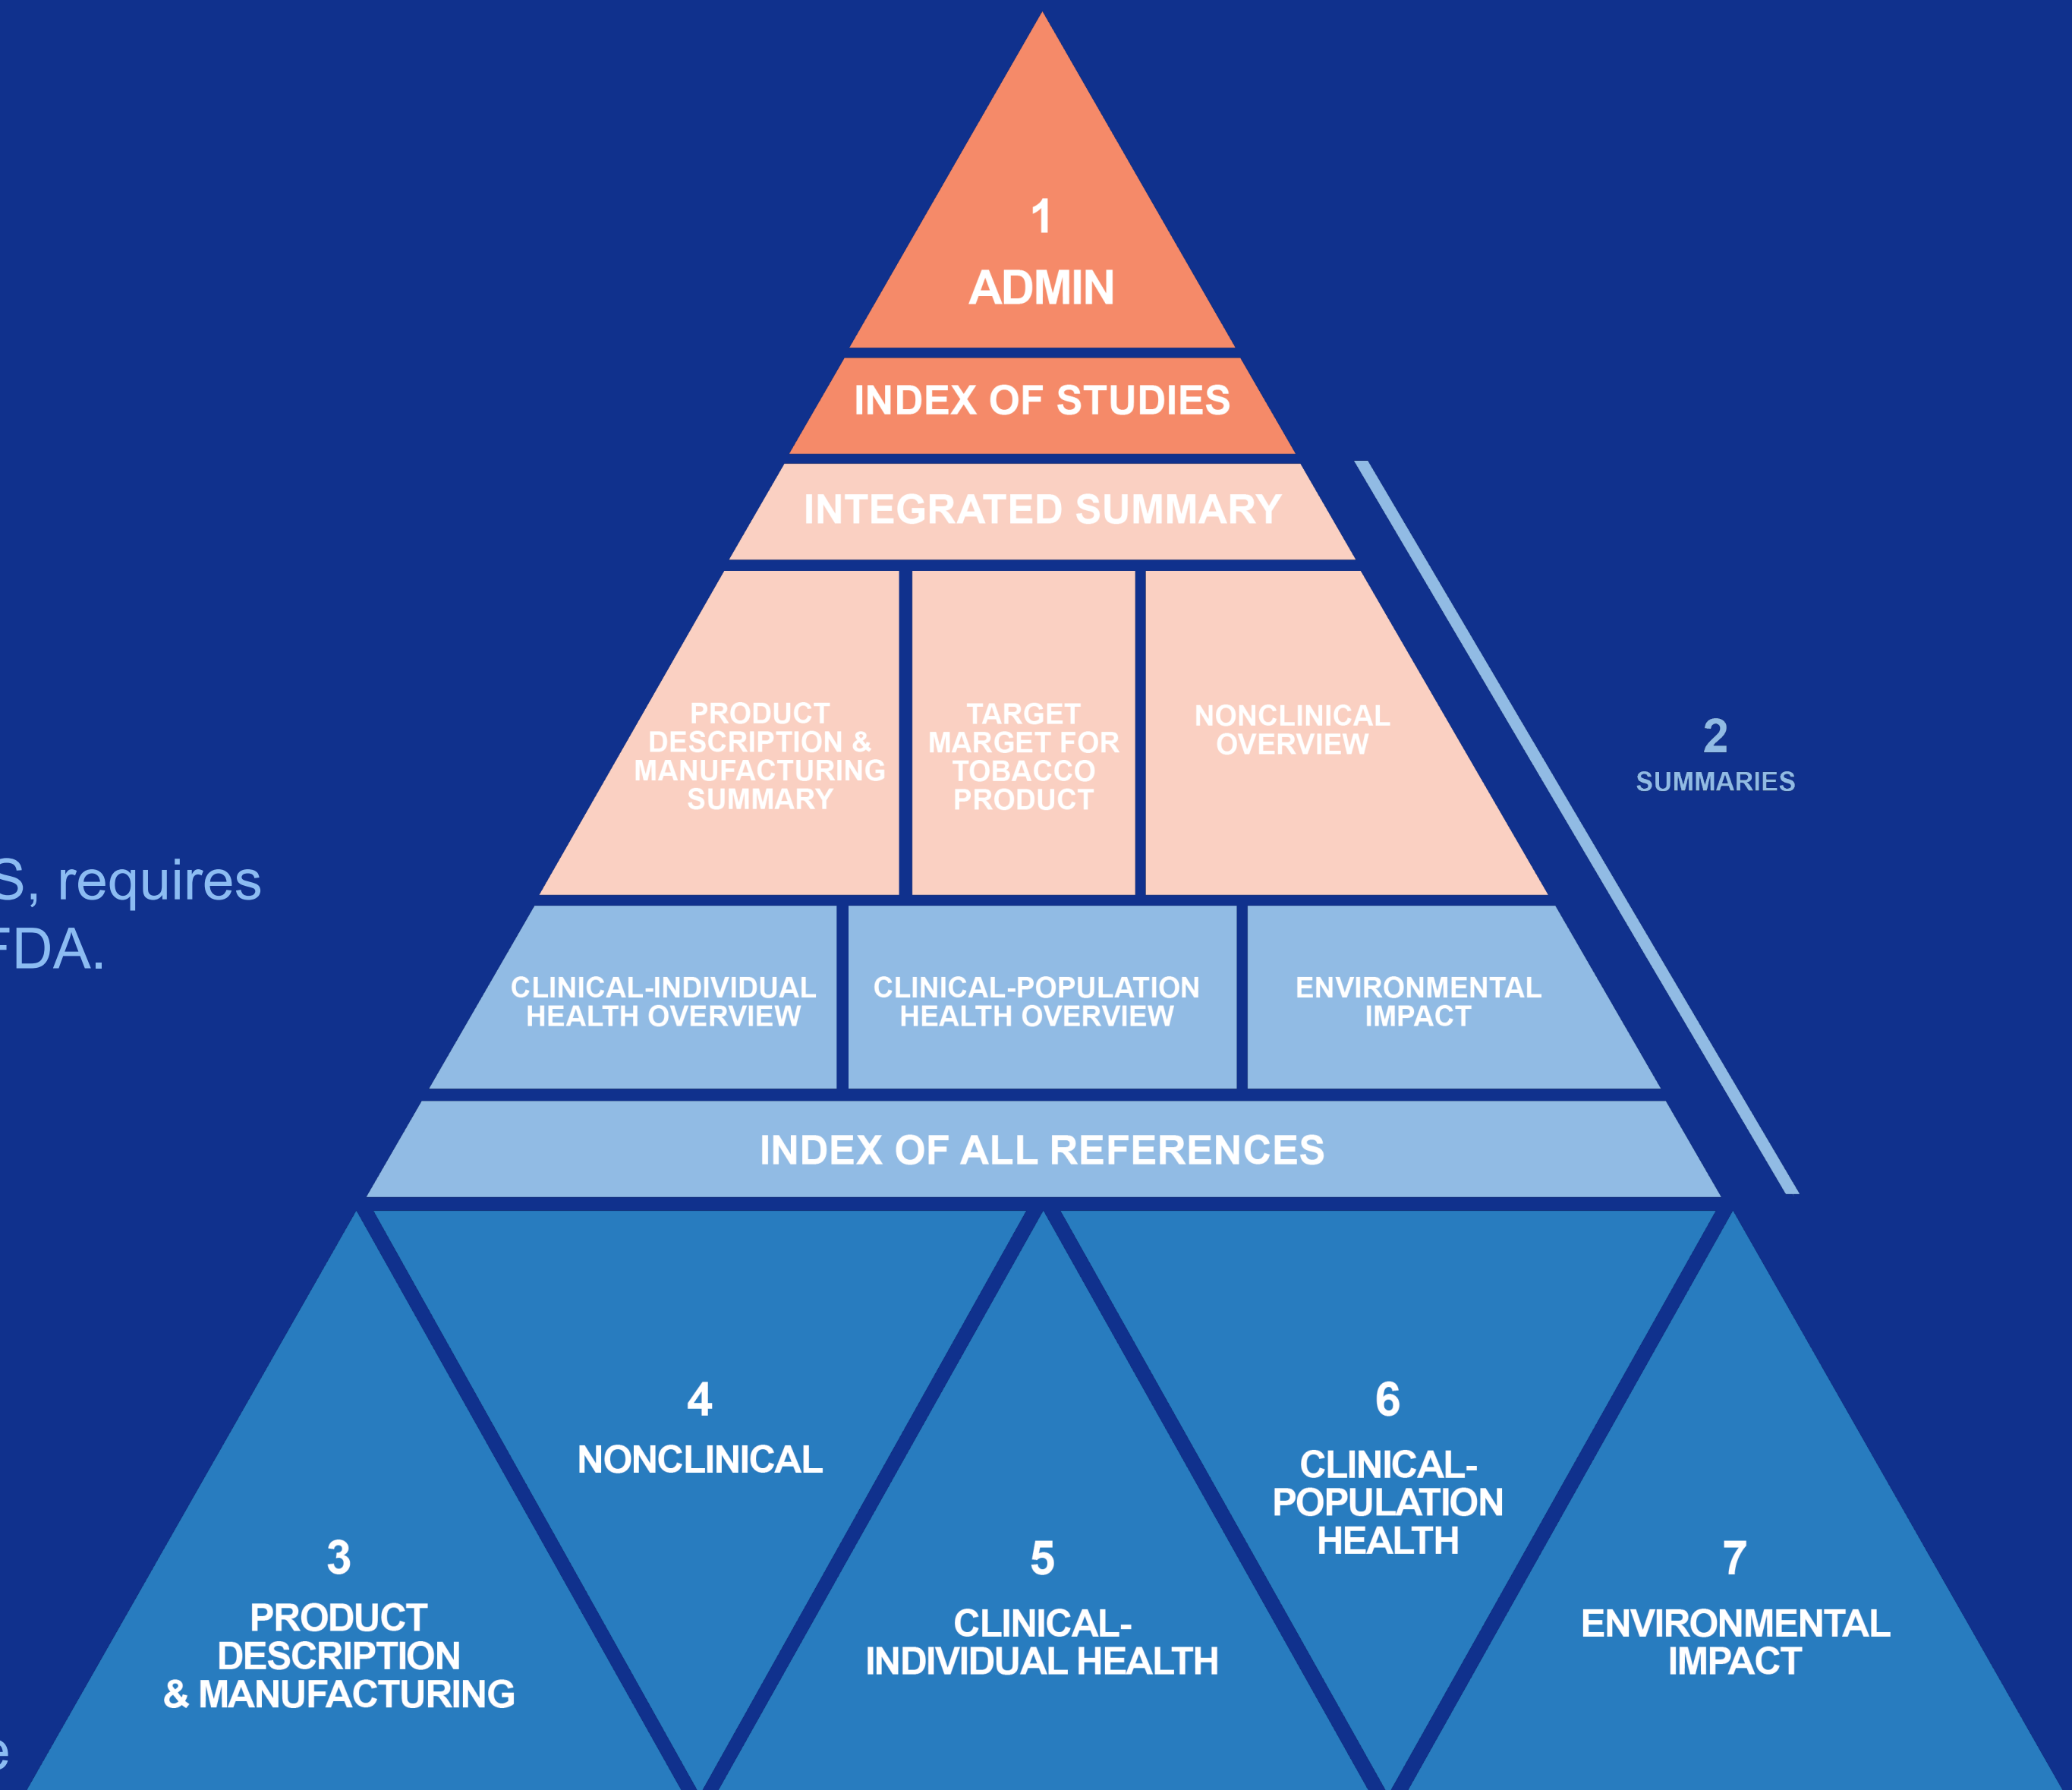 1
ADMIN
INDEX OF STUDIES
INTEGRATED SUMMARY
PRODUCT
DESCRIPTION &
MANUFACTURING
SUMMARY
TARGET
MARKET FOR
TOBACCO
PRODUCT
NONCLINICAL
OVERVIEW
2
SUMMARIES
S, requires
FDA.
CLINICAL-INDIVIDUAL
HEALTH OVERVIEW
CLINICAL-POPULATION
HEALTH OVERVIEW
ENVIRONMENTAL
IMPACT
INDEX OF ALL REFERENCES
3
PRODUCT
DESCRIPTION
& MANUFACTURING
4
NONCLINICAL
5
CLINICAL-
INDIVIDUAL HEALTH
6
CLINICAL-
POPULATION
HEALTH
7
ENVIRONMENTAL
IMPACT
e